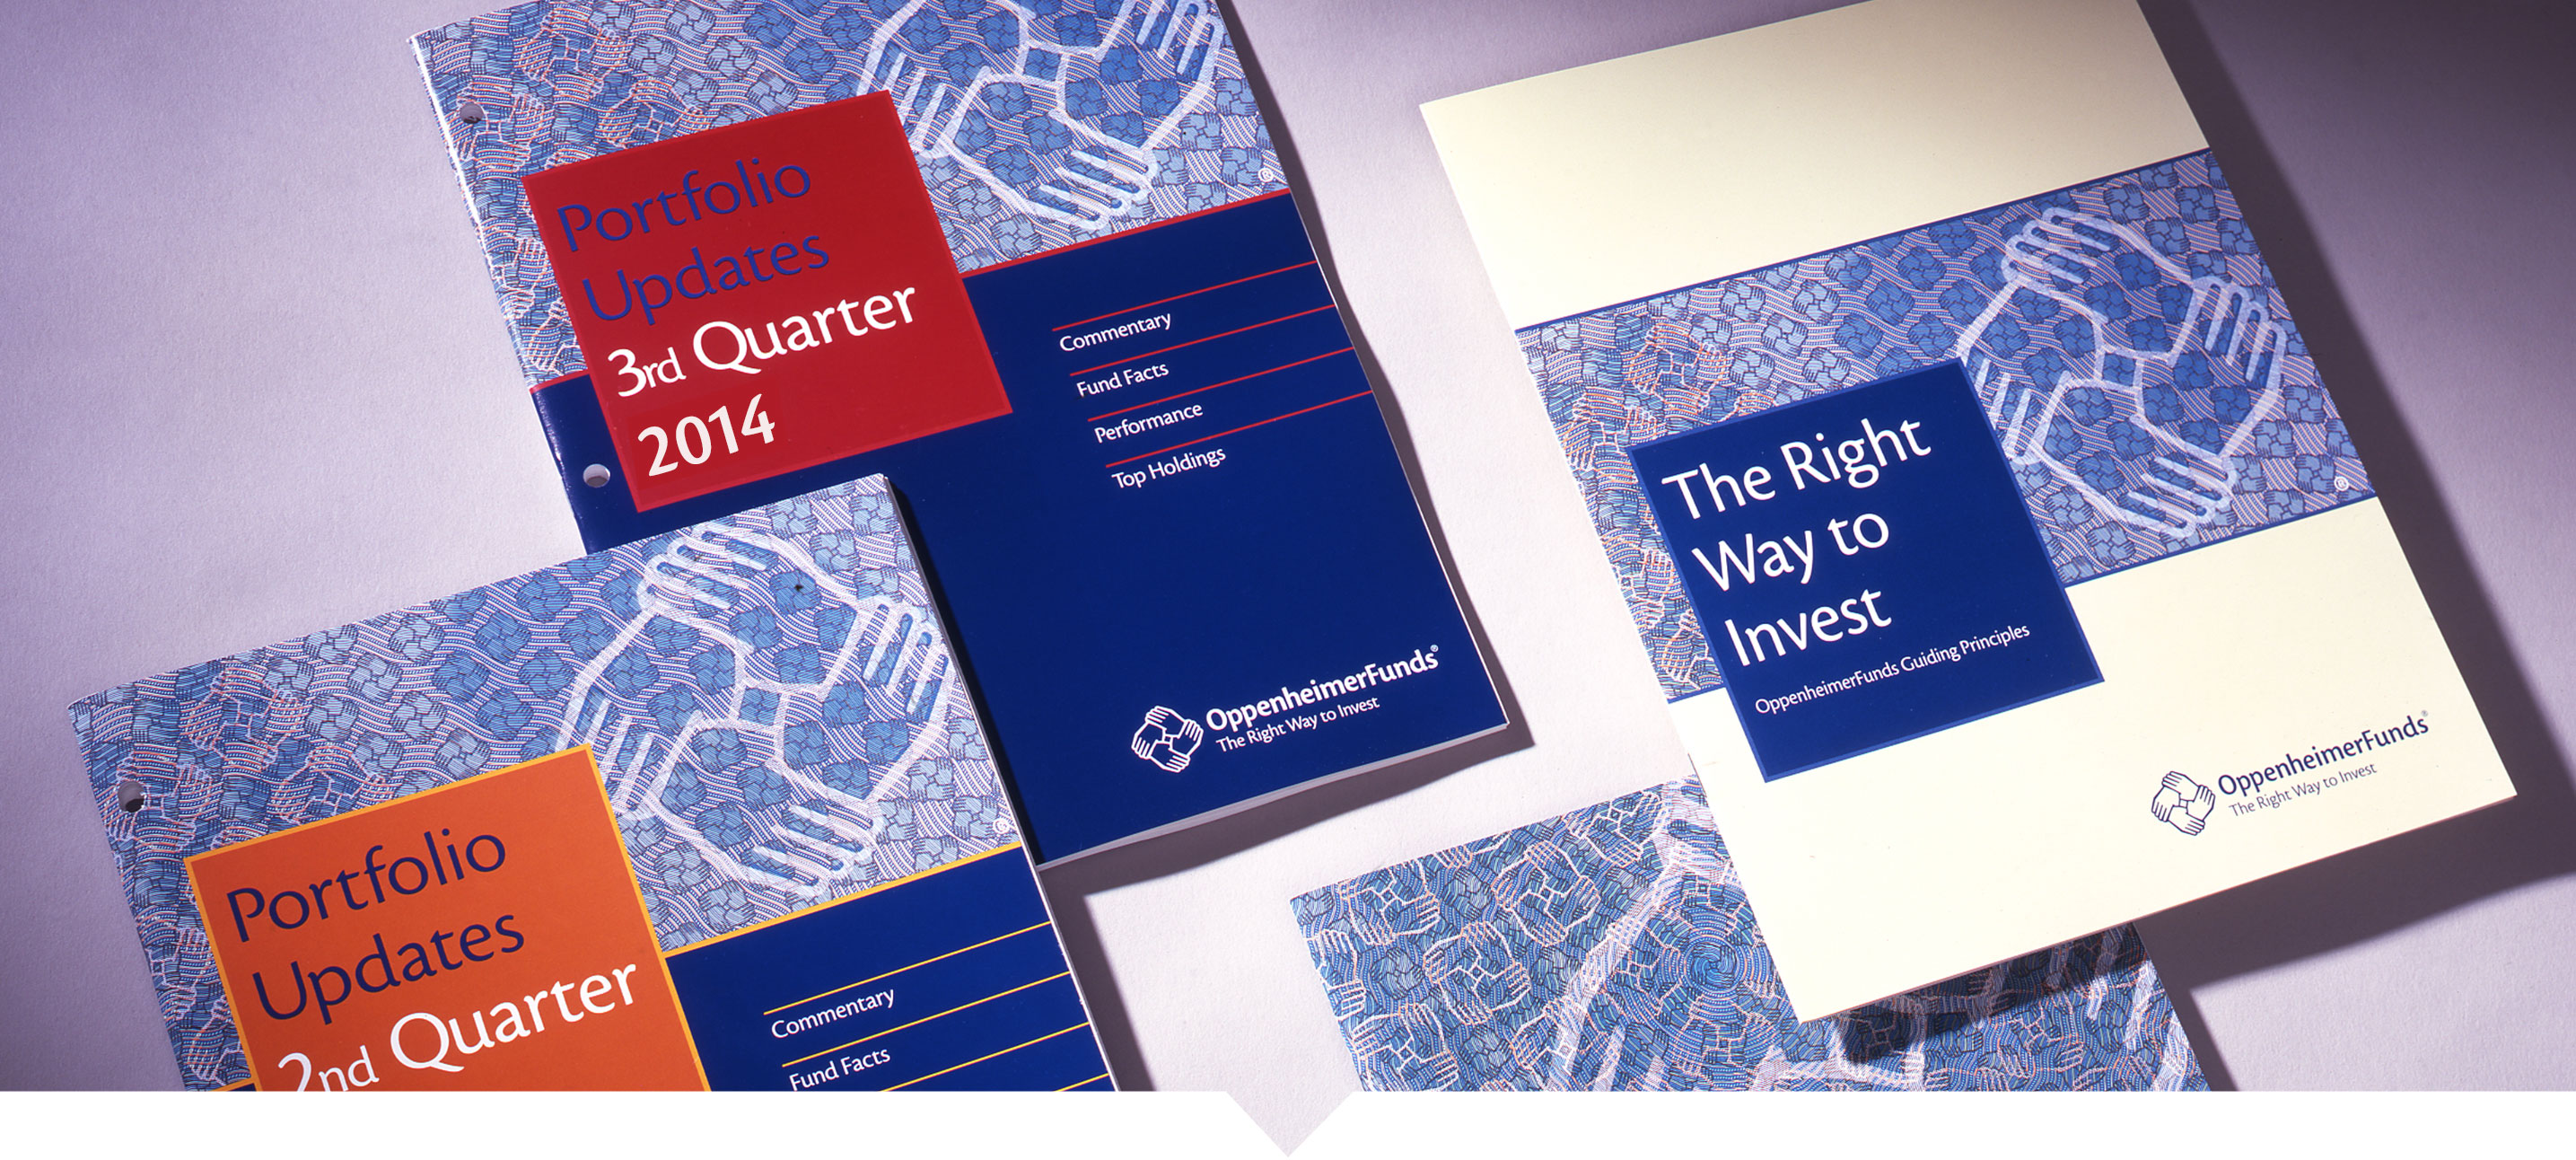 Portfolio
Updates
3rd Quarter
2014
®
Commentary
Fund Facts
Performance
Top Holdings
OppenheimerFunds®
The Right Way to Invest
Portfolio
Updates
2nd Quarter
Commentary
Fund Facts
The Right
Way to
Invest
OppenheimerFunds Guiding Principles
®
OppenheimerFunds®
The Right Way to Invest